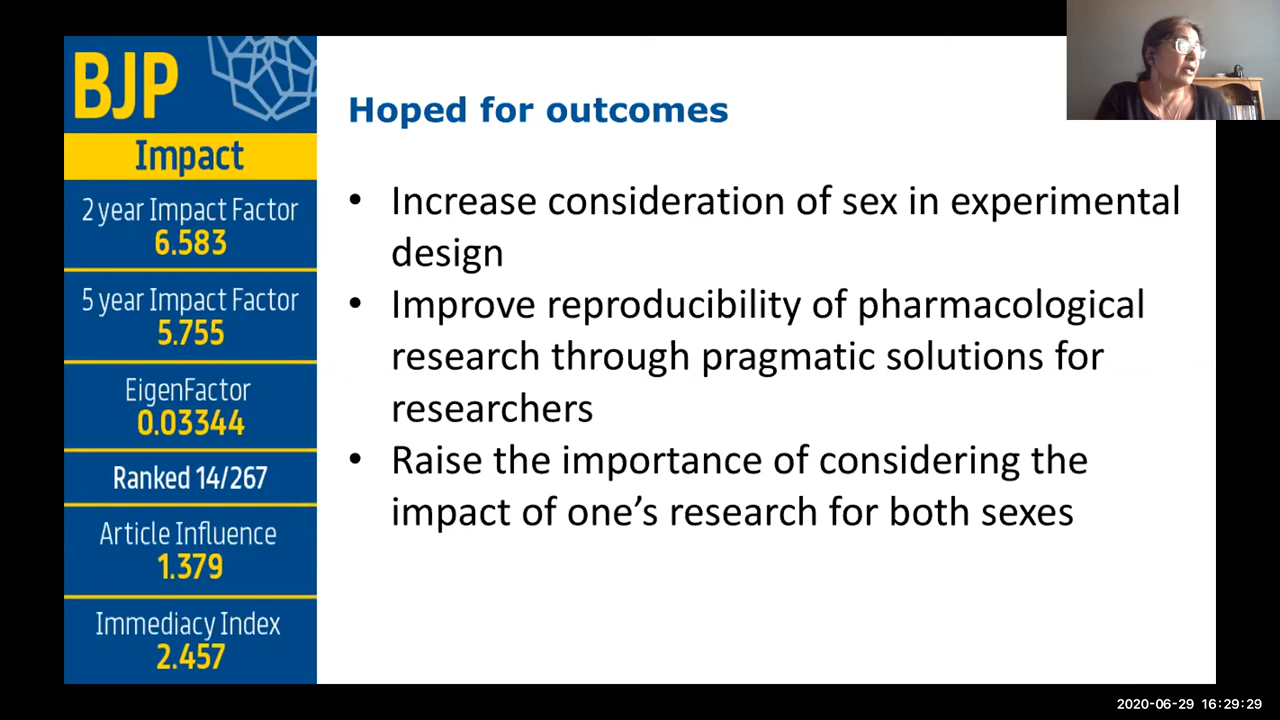 BJP
Impact
2 year Impact Factor
6.583
5 year Impact Factor
5.755
EigenFactor
0.03344
Ranked 14/267
Article Influence
1.379
Immediacy Index
2.457
Hoped for outcomes
• Increase consideration of sex in experimental
design
• Improve reproducibility of pharmacological
research through pragmatic solutions for
researchers
• Raise the importance of considering the
impact of one’s research for both sexes
2020-06-29 16:29:29